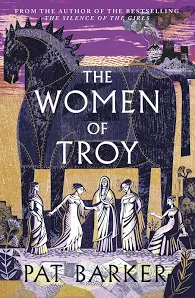 FROM THE AUTHOR OF THE BESTSELLING
THE SILENCE OF THE GIRLS
THE
WOMEN
OF
TROY
PAT BARKER